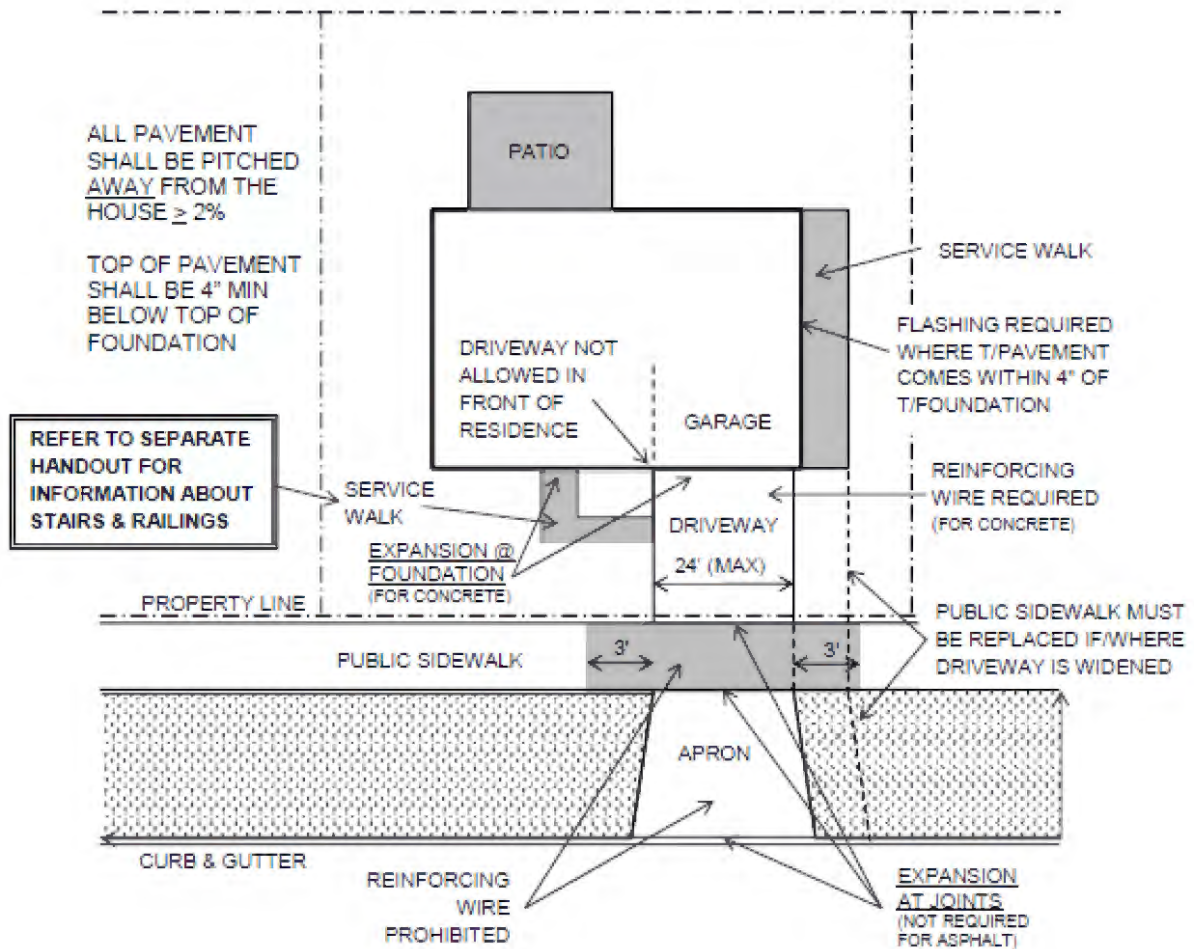 ALL PAVEMENT
SHALL BE PITCHED
AWAY FROM THE
HOUSE ≥ 2%
TOP OF PAVEMENT
SHALL BE 4" MIN
BELOW TOP OF
FOUNDATION
PATIO
SERVICE WALK
FLASHING REQUIRED
WHERE T/PAVEMENT
COMES WITHIN 4" OF
T/FOUNDATION
DRIVEWAY NOT
ALLOWED IN
FRONT OF
RESIDENCE
GARAGE
REFER TO SEPARATE
HANDOUT FOR
INFORMATION ABOUT
STAIRS & RAILINGS
SERVICE
WALK
REINFORCING
WIRE REQUIRED
(FOR CONCRETE)
DRIVEWAY
24' (MAX)
EXPANSION @
FOUNDATION
(FOR CONCRETE)
PROPERTY LINE
PUBLIC SIDEWALK MUST
BE REPLACED IF/WHERE
DRIVEWAY IS WIDENED
PUBLIC SIDEWALK
3'
3'
APRON
CURB & GUTTER
REINFORCING
WIRE
PROHIBITED
EXPANSION
AT JOINTS
(NOT REQUIRED
FOR ASPHALT)